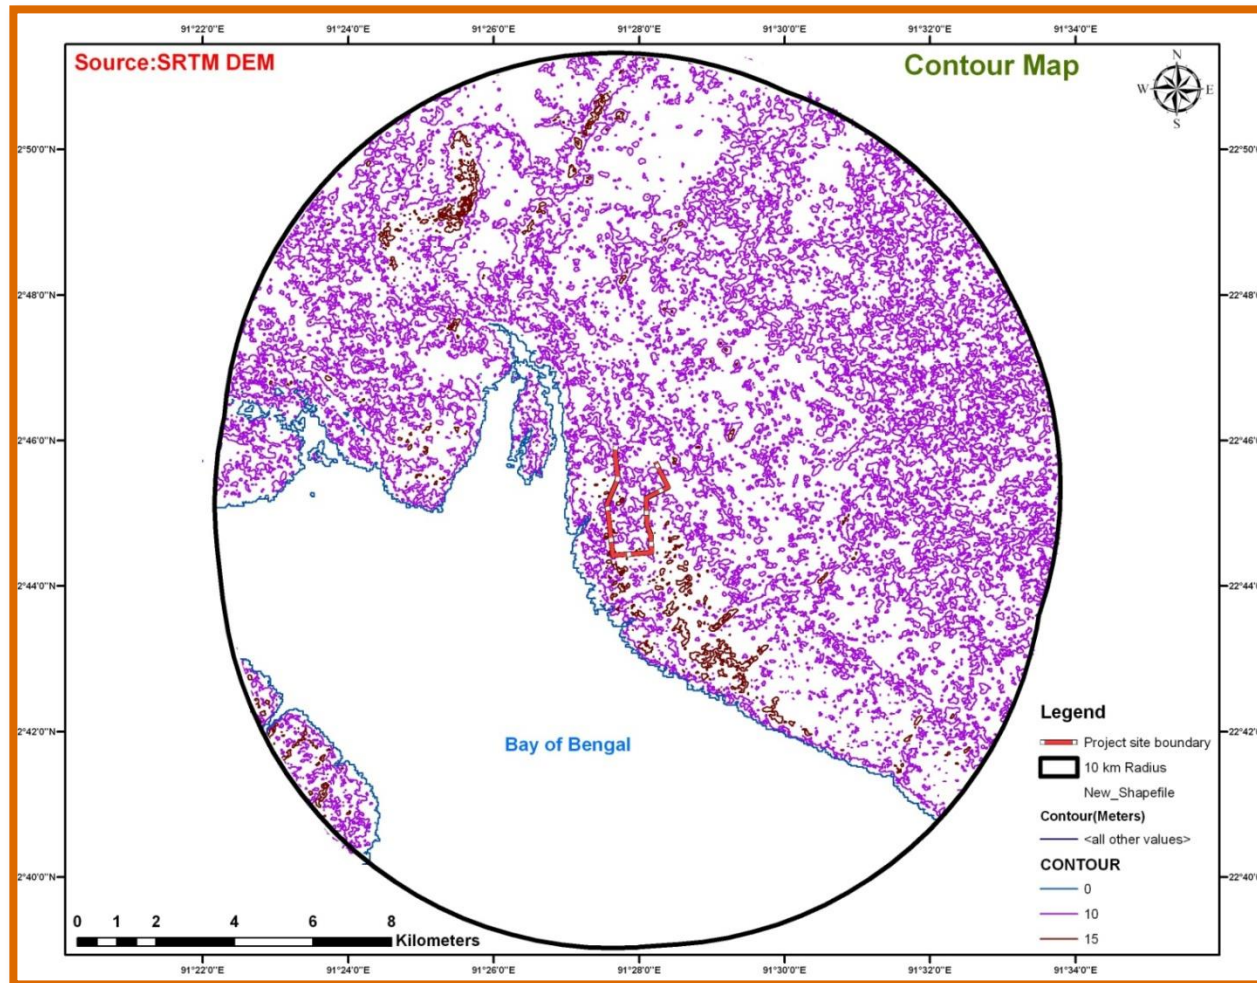 91°22'0"E 91°24'0"E 91°26'0"E 91°28'0"E 91°30'0"E 91°32'0"E 91°34'0"E
Source:SRTM DEM
Contour Map
N
W E
S
2°50'0"N 22°50'0
2°48'0"N 22°48'0
2°46'0"N 22°46'0
2°44'0"N 22°44'0
2°42'0"N 22°42'0
2°40'0"N 22°40'0
Bay of Bengal
Legend
Project site boundary
10 km Radius
New_Shapefile
Contour(Meters)
<all other values>
CONTOUR
0
10
15
0 1 2 4 6 8
Kilometers
91°22'0"E 91°24'0"E 91°26'0"E 91°28'0"E 91°30'0"E 91°32'0"E 91°34'0"E